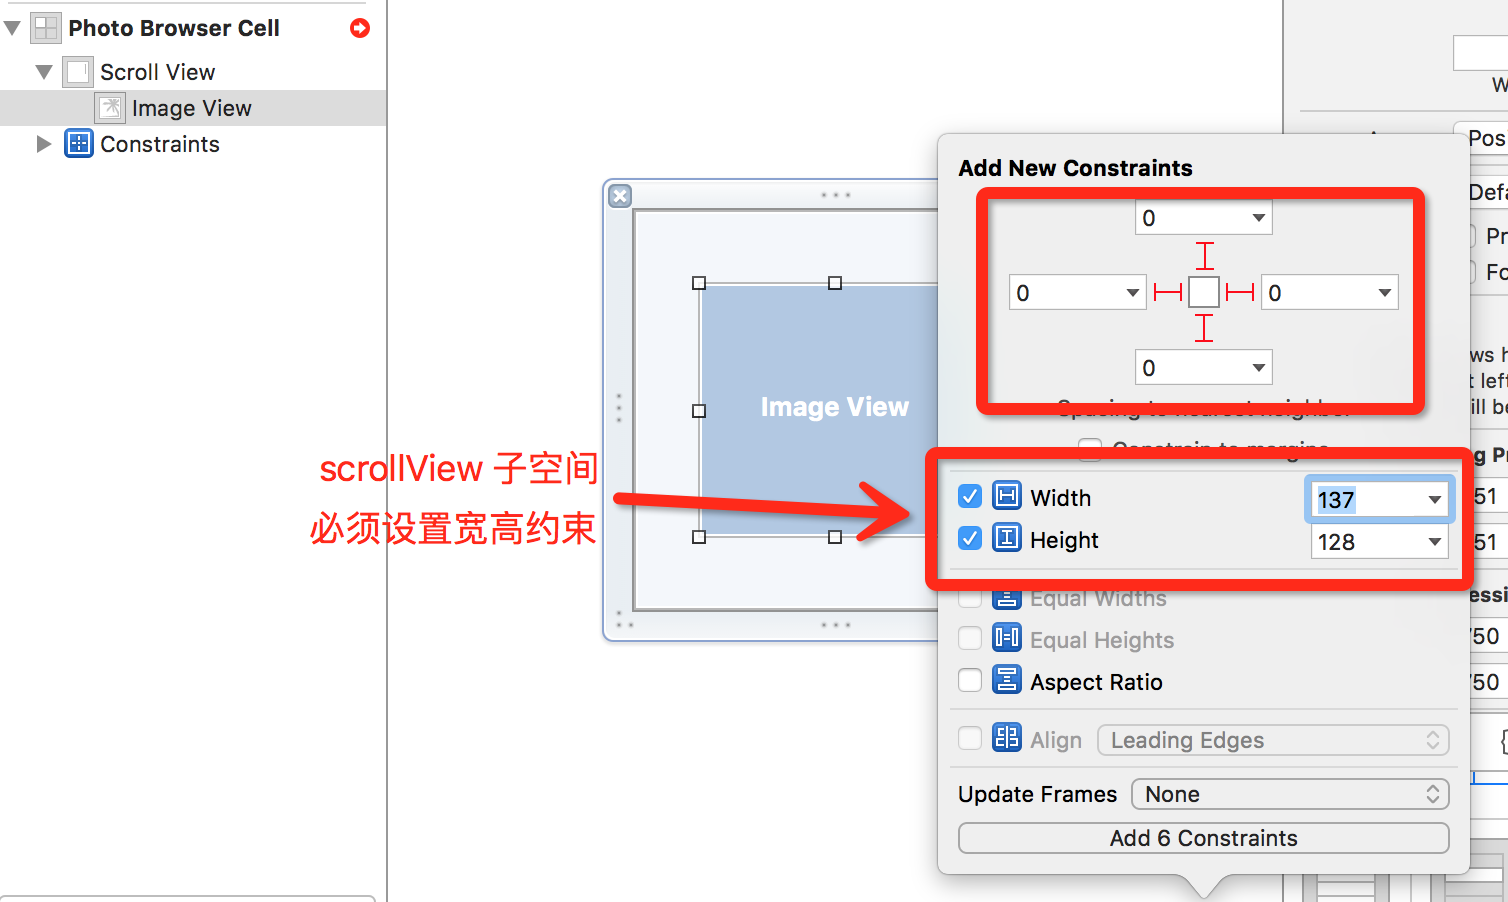 Photo Browser Cell
Scroll View
Image View
Constraints
Image View
scrollView 子空间
必须设置宽高约束
Add New Constraints
0
0
0
0
Spacing to nearest neighbor
Constrain to margins
Width
137
Height
128
Equal Widths
Equal Heights
Aspect Ratio
Align
Leading Edges
Update Frames
None
Add 6 Constraints
W
Pos
Defa
Pr
Fo
ws h
t left
ill be
g Pr
51
51
essi
50
50